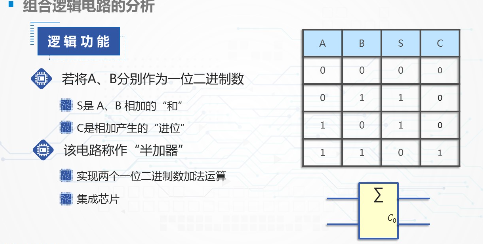 组合逻辑电路的分析
逻辑功能
若将A、B分别作为一位二进制数
S是 A、B 相加的“和”
C是相加产生的“进位”
该电路称作“半加器”
实现两个一位二进制数加法运算
集成芯片
A B S C
0 0 0 0
0 1 1 0
1 0 1 0
1 1 0 1
Σ
C₀